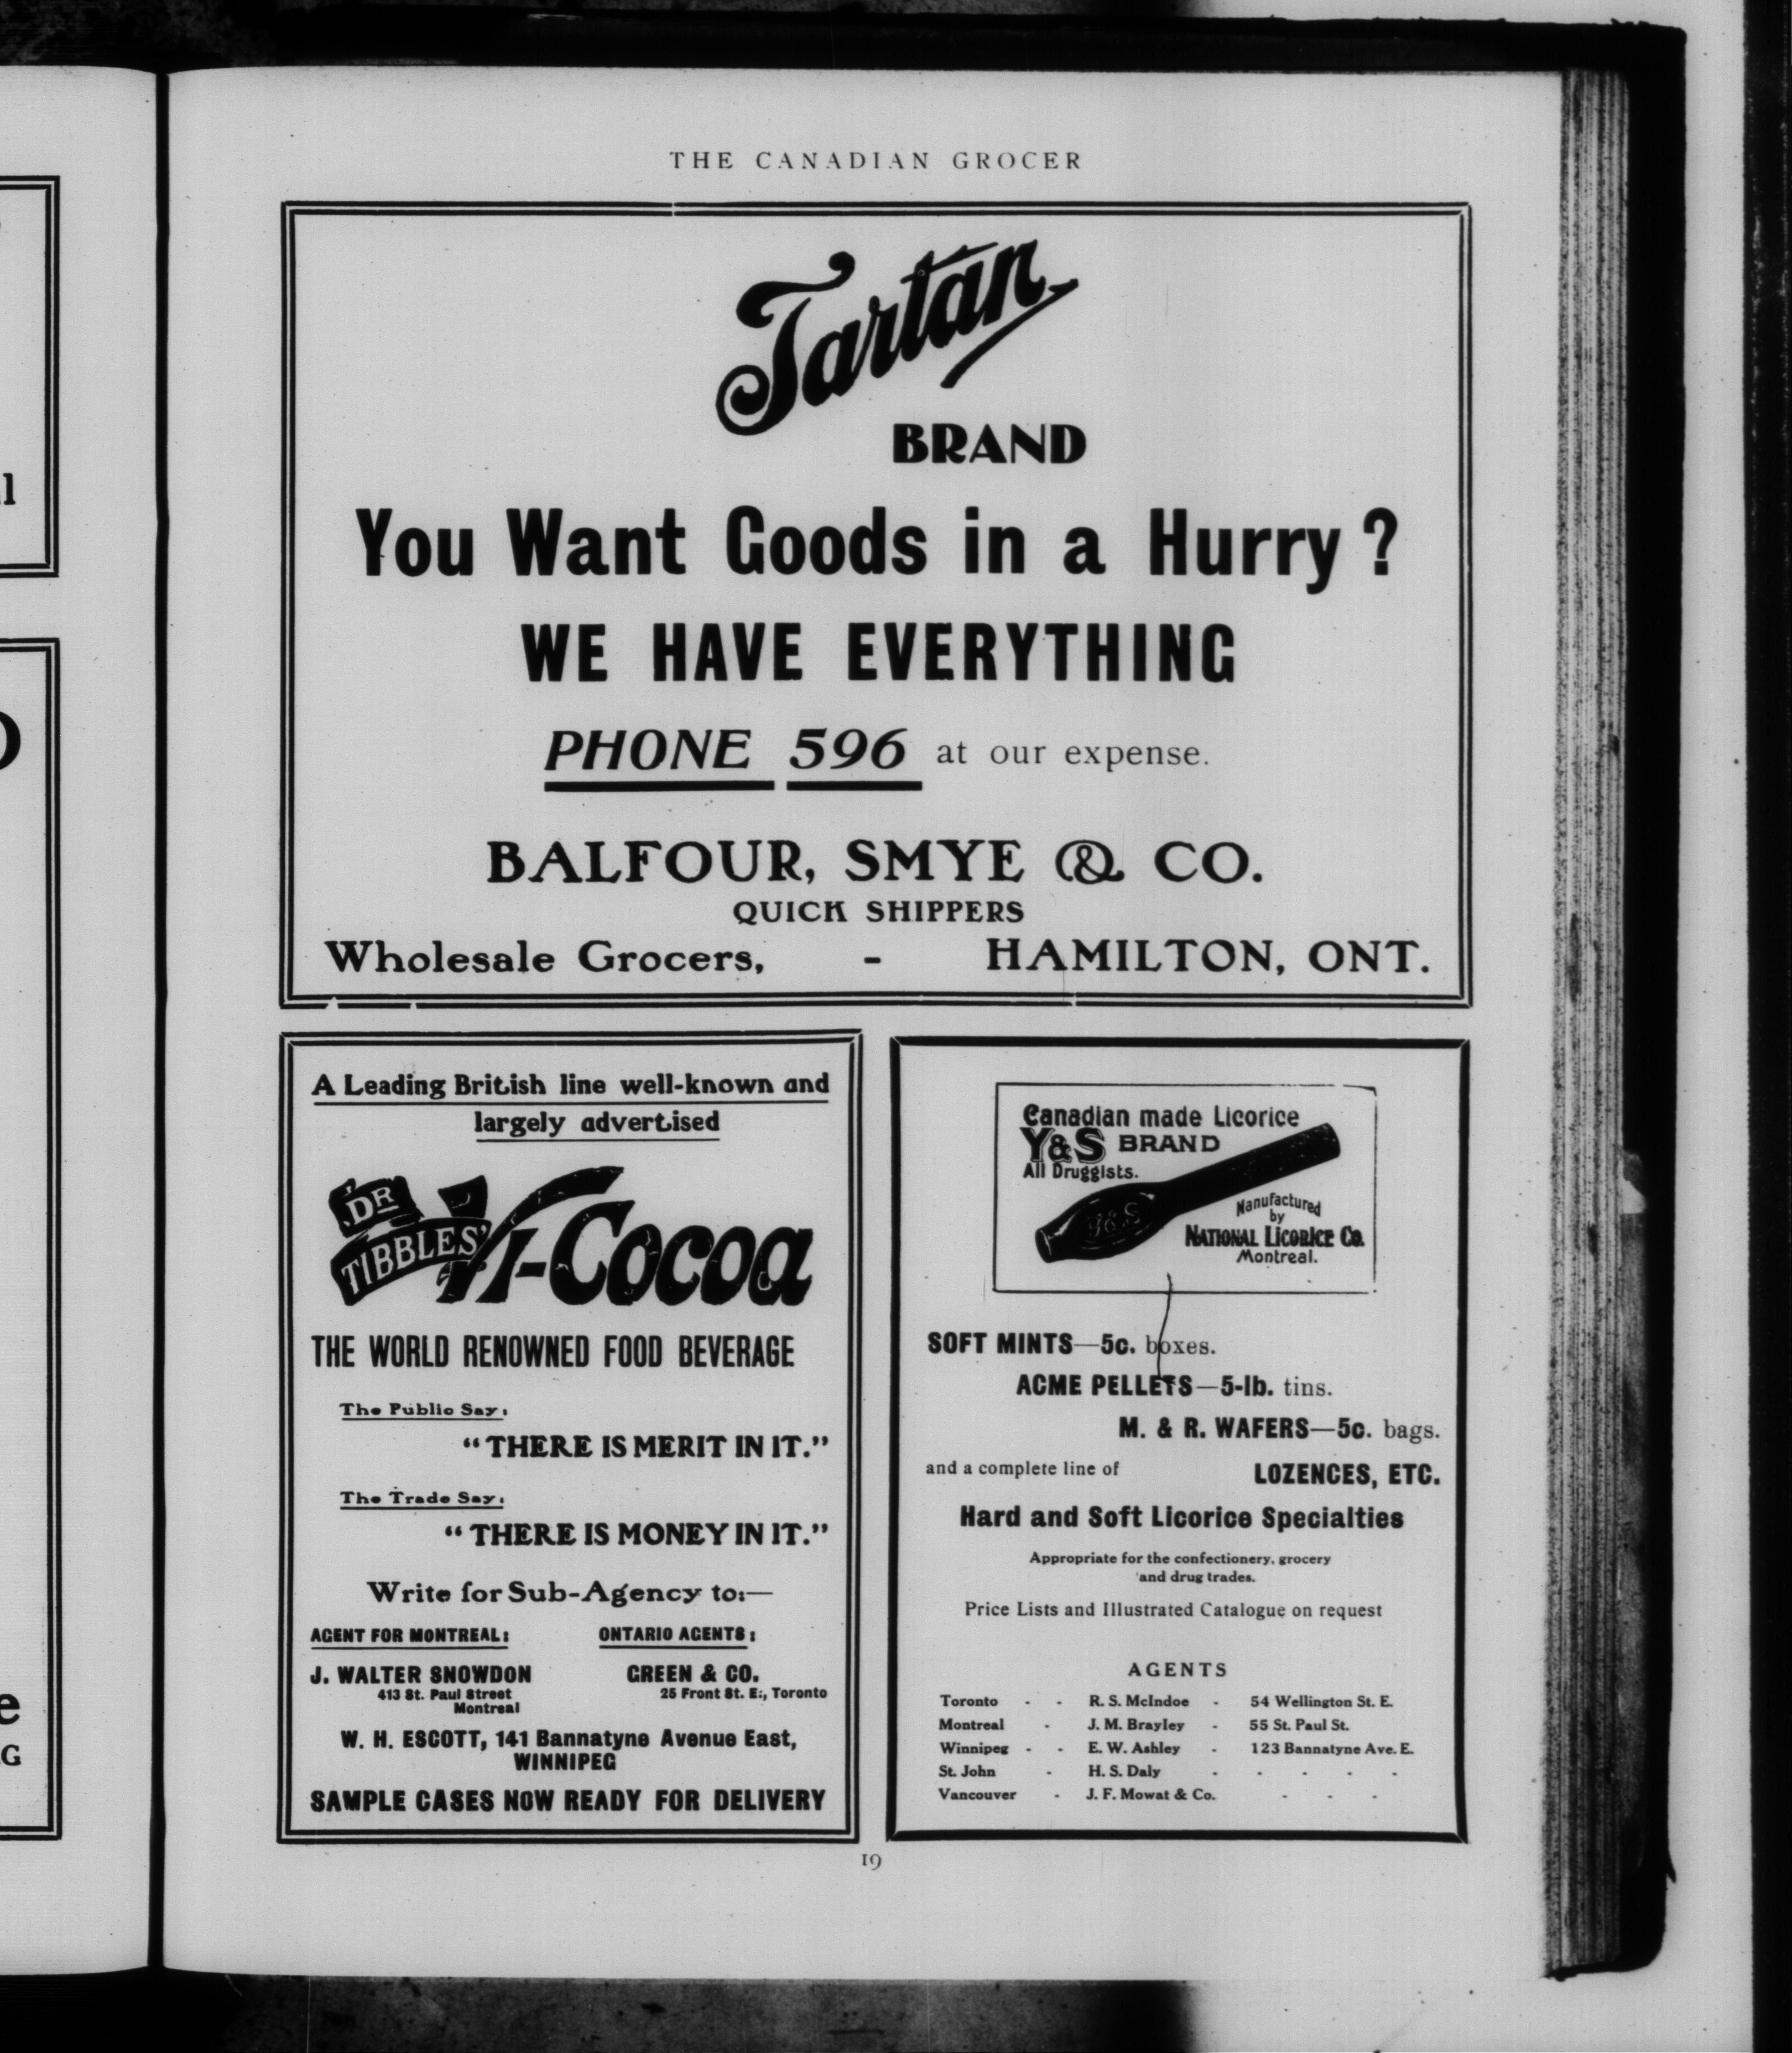 THE CANADIAN GROCER
Tartan
BRAND
You Want Goods in a Hurry?
WE HAVE EVERYTHING
PHONE 596 at our expense.
BALFOUR, SMYE & CO.
QUICK SHIPPERS
Wholesale Grocers, - HAMILTON, ONT.
A Leading British line well-known and
largely advertised
DR
TIBBLES' Vi-Cocoa
THE WORLD RENOWNED FOOD BEVERAGE
The Public Say:
"THERE IS MERIT IN IT."
The Trade Say:
"THERE IS MONEY IN IT."
Write for Sub-Agency to:—
AGENT FOR MONTREAL: ONTARIO AGENTS:
J. WALTER SNOWDON GREEN & CO.
413 St. Paul Street 25 Front St. E., Toronto
Montreal
W. H. ESCOTT, 141 Bannatyne Avenue East,
WINNIPEG
SAMPLE CASES NOW READY FOR DELIVERY
Canadian made Licorice
Y&S BRAND
All Druggists.
Y&S
Manufactured
by
NATIONAL LICORICE CO.
Montreal.
SOFT MINTS—5c. boxes.
ACME PELLETS—5-lb. tins.
M. & R. WAFERS—5c. bags.
and a complete line of LOZENCES, ETC.
Hard and Soft Licorice Specialties
Appropriate for the confectionery, grocery
and drug trades.
Price Lists and Illustrated Catalogue on request
AGENTS
Toronto - - R. S. McIndoe - 54 Wellington St. E.
Montreal - J. M. Brayley - 55 St. Paul St.
Winnipeg - - E. W. Ashley - 123 Bannatyne Ave. E.
St. John - H. S. Daly - - - - -
Vancouver - J. F. Mowat & Co. - - -
19